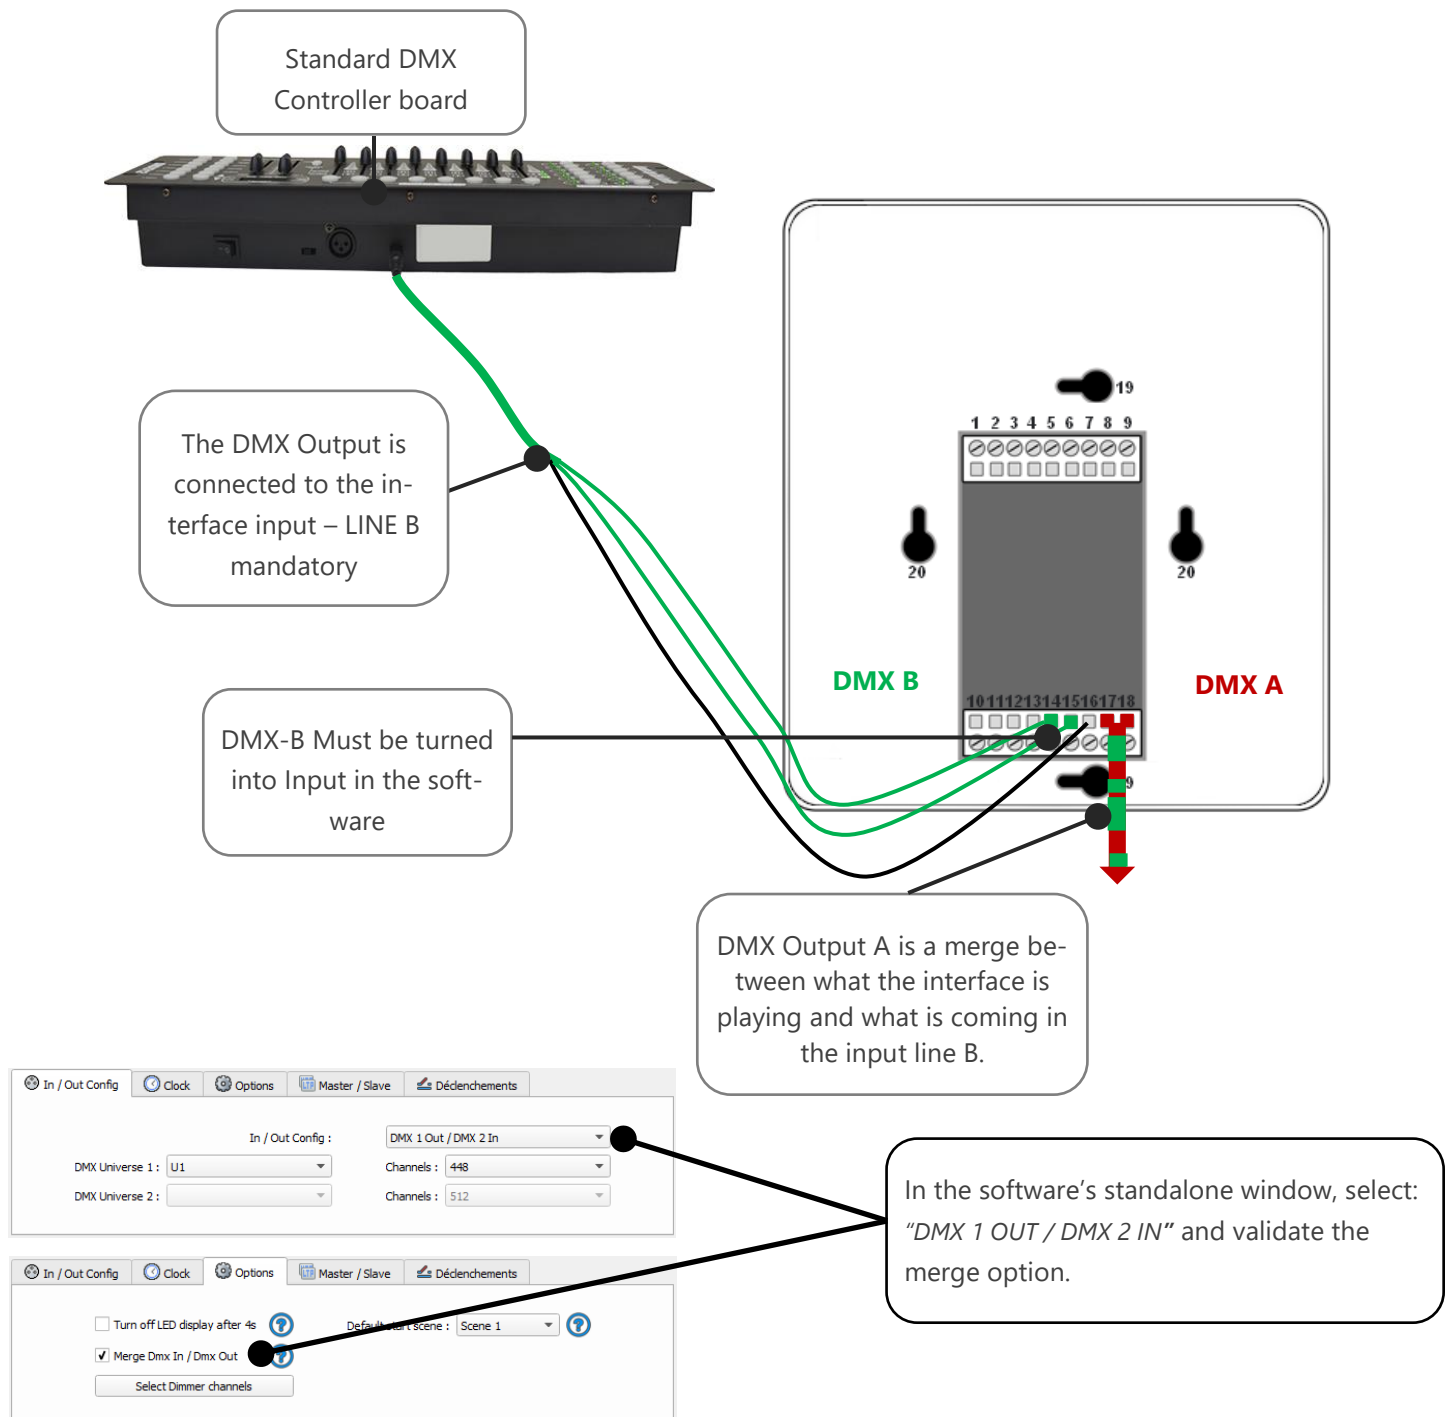 Standard DMX
Controller board
19
1 2 3 4 5 6 7 8 9
The DMX Output is
connected to the in-
terface input – LINE B
mandatory
20
20
DMX B
DMX A
10 11 12 13 14 15 16 17 18
DMX-B Must be turned
into Input in the soft-
ware
9
DMX Output A is a merge be-
tween what the interface is
playing and what is coming in
the input line B.
In / Out Config
Clock
Options
Master / Slave
Déclenchements
In / Out Config :
DMX 1 Out / DMX 2 In
DMX Universe 1 :
U1
Channels :
448
DMX Universe 2 :
Channels :
512
In the software’s standalone window, select:
“DMX 1 OUT / DMX 2 IN” and validate the
merge option.
In / Out Config
Clock
Options
Master / Slave
Déclenchements
Turn off LED display after 4s
?
Default start scene :
Scene 1
?
Merge Dmx In / Dmx Out
?
Select Dimmer channels